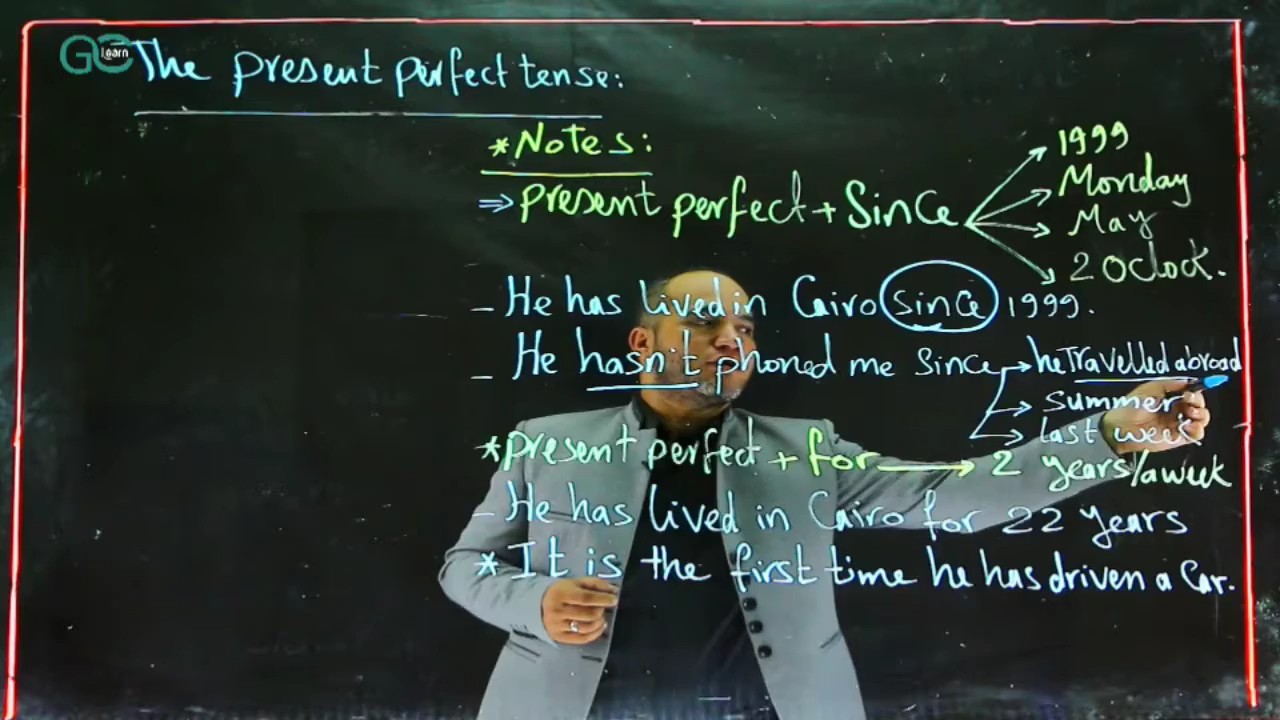 GO Learn
The present perfect tense:
*Notes:
⇒ present perfect + Since → 1999
→ Monday
→ May
→ 2 Oclock.
- He has lived in Cairo since 1999.
- He hasn't phoned me since → he travelled abroad
→ summer
→ last week
*present perfect + for → 2 years/a week
- He has lived in Cairo for 22 years
* It is the first time he has driven a car.